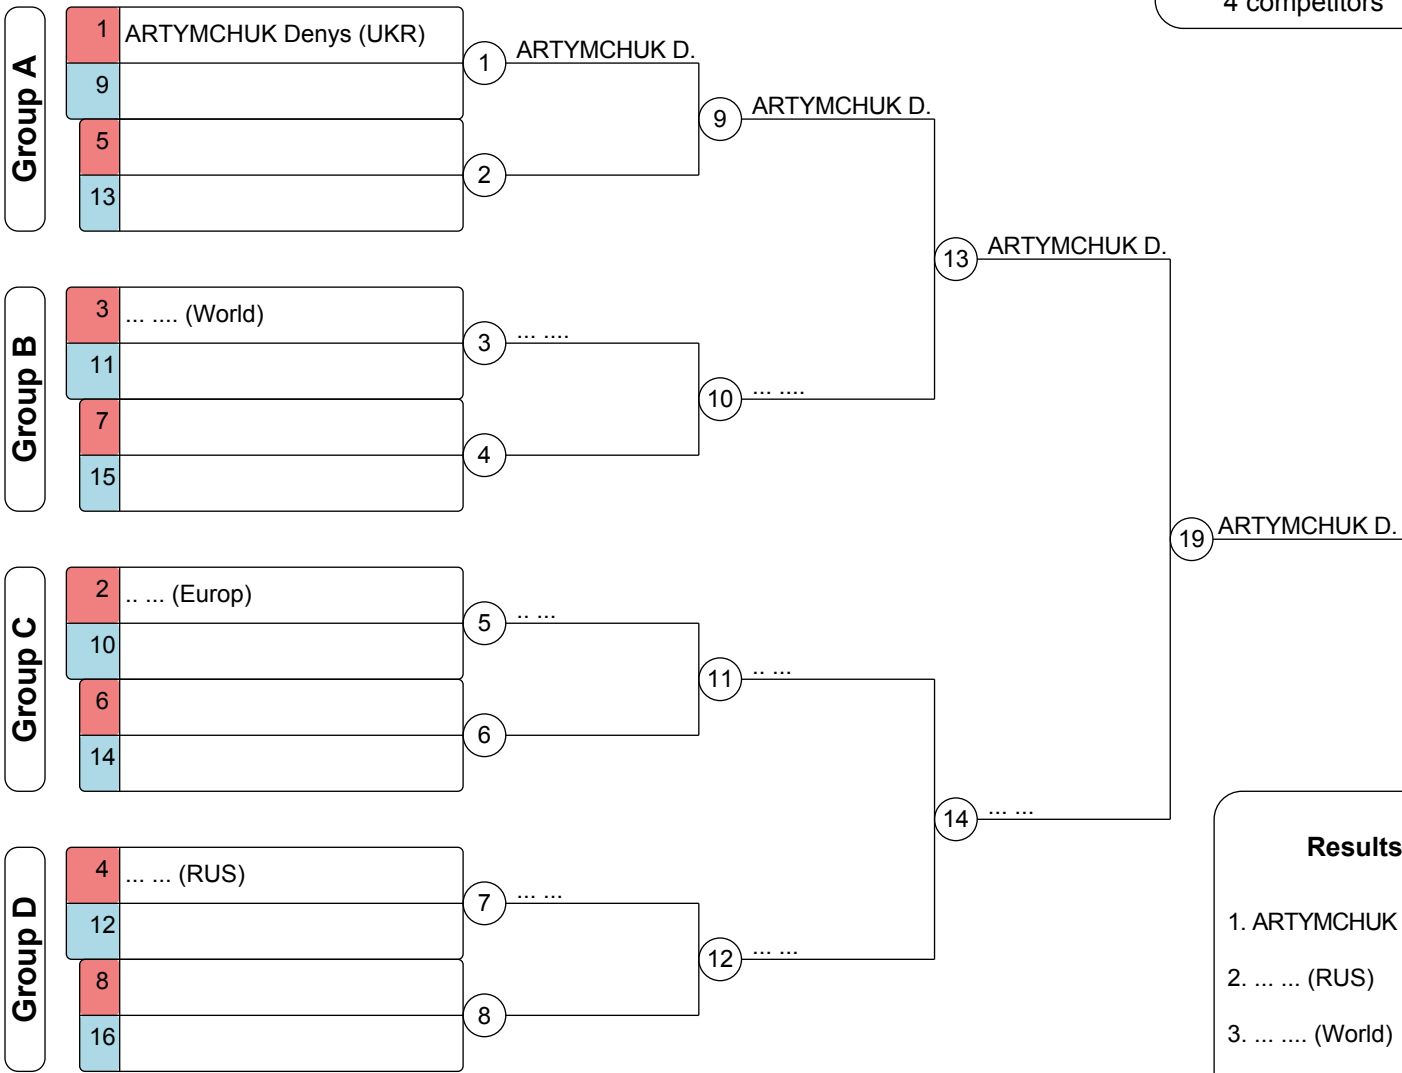 4 competitors
Group A
1 ARTYMCHUK Denys (UKR)
9
5
13
1 ARTYMCHUK D.
2
9 ARTYMCHUK D.
13 ARTYMCHUK D.
Group B
3 ... .... (World)
11
7
15
3 ... ....
4
10 ... ....
19 ARTYMCHUK D.
Group C
2 .. ... (Europ)
10
6
14
5 .. ...
6
11 .. ...
14 ... ...
Group D
4 ... ... (RUS)
12
8
16
7 ... ...
8
12 ... ...
Results
1. ARTYMCHUK
2. ... ... (RUS)
3. ... .... (World)